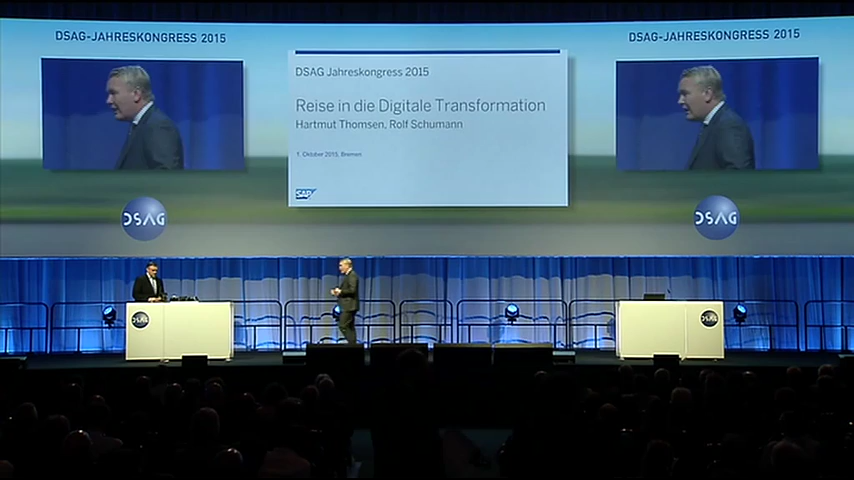 DSAG-JAHRESKONGRESS 2015
DSAG-JAHRESKONGRESS 2015
DSAG Jahreskongress 2015
Reise in die Digitale Transformation
Hartmut Thomsen, Rolf Schumann
1. Oktober 2015, Bremen
SAP
DSAG
DSAG
DSAG
DSAG